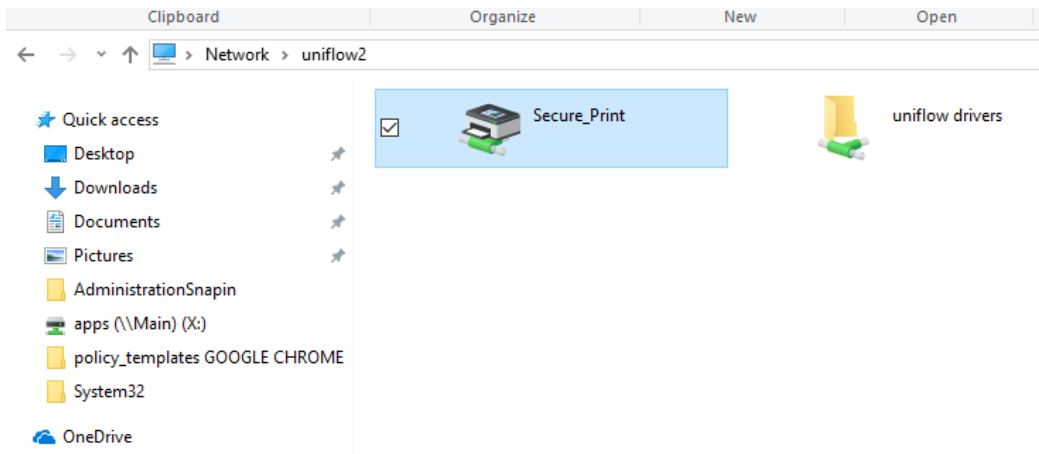 Clipboard Organize New Open
Network > uniflow2
Quick access
Desktop
Downloads
Documents
Pictures
AdministrationSnapin
apps (\\Main) (X:)
policy_templates GOOGLE CHROME
System32
OneDrive
Secure_Print
uniflow drivers